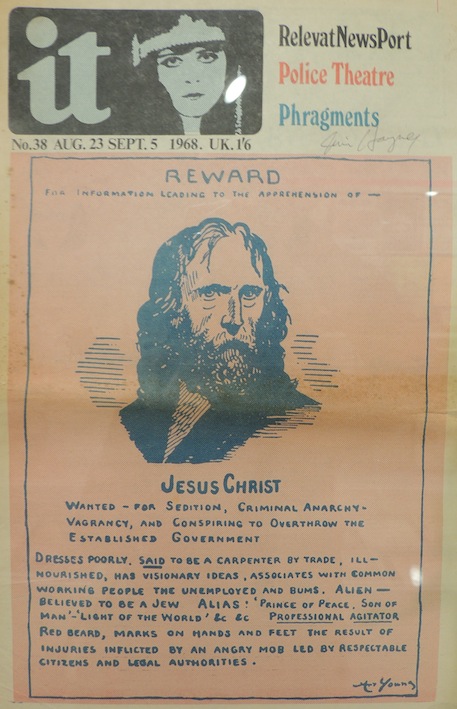 it
RelevatNewsPort
Police Theatre
Phragments
No.38 AUG. 23 SEPT. 5 1968. UK.1'6
Jim Haynes
REWARD
FOR INFORMATION LEADING TO THE APPREHENSION OF —
JESUS CHRIST
WANTED – FOR SEDITION, CRIMINAL ANARCHY–
VAGRANCY, AND CONSPIRING TO OVERTHROW THE
ESTABLISHED GOVERNMENT
DRESSES POORLY. SAID TO BE A CARPENTER BY TRADE, ILL–
NOURISHED, HAS VISIONARY IDEAS, ASSOCIATES WITH COMMON
WORKING PEOPLE THE UNEMPLOYED AND BUMS. ALIEN —
BELIEVED TO BE A JEW ALIAS: 'PRINCE OF PEACE, SON OF
MAN'–'LIGHT OF THE WORLD' &c &c PROFESSIONAL AGITATOR
RED BEARD, MARKS ON HANDS AND FEET THE RESULT OF
INJURIES INFLICTED BY AN ANGRY MOB LED BY RESPECTABLE
CITIZENS AND LEGAL AUTHORITIES.
Art Young